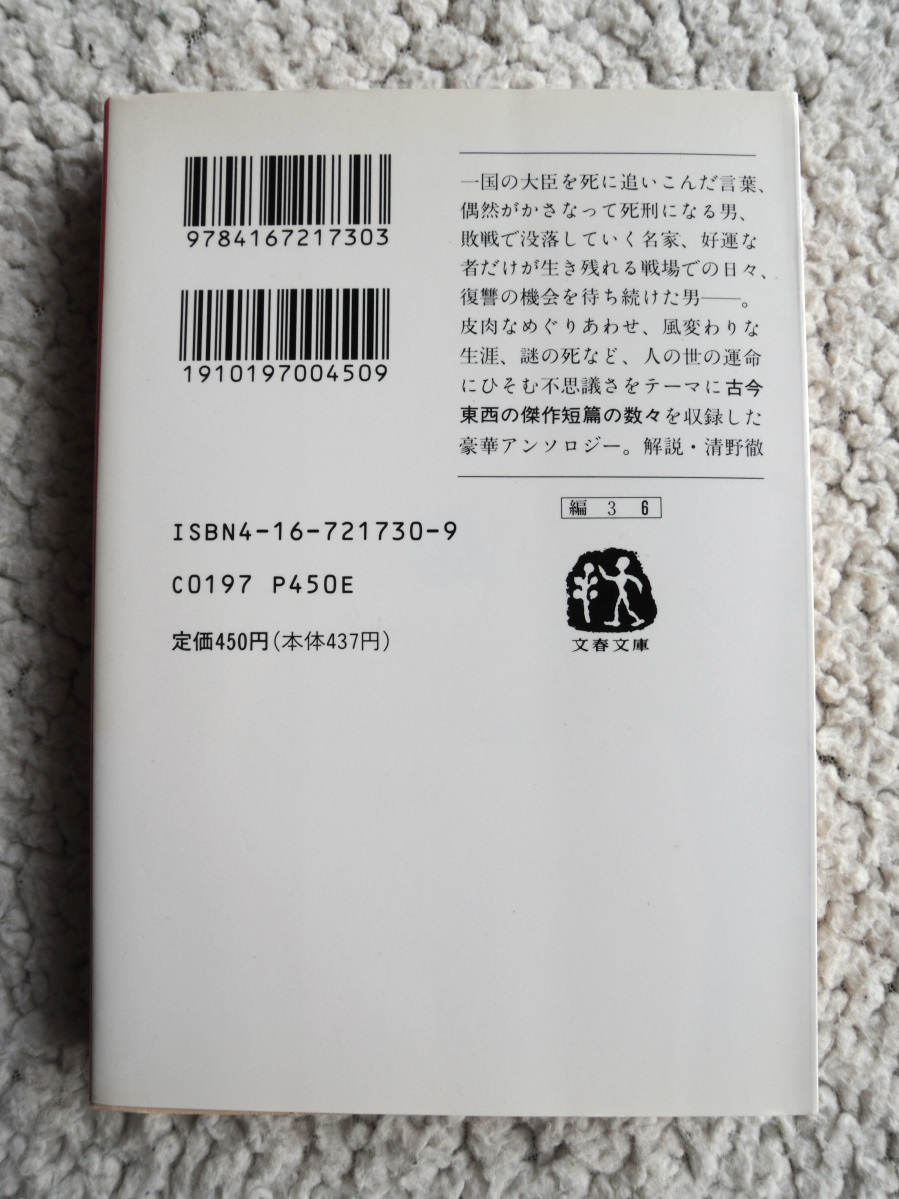 9784167217303
1910197004509
一国の大臣を死に追いこんだ言葉、
偶然がかさなって死刑になる男、
敗戦で没落していく名家、好運な
者だけが生き残れる戦場での日々、
復讐の機会を待ち続けた男――。
皮肉なめぐりあわせ、風変わりな
生涯、謎の死など、人の世の運命
にひそむ不思議さをテーマに古今
東西の傑作短篇の数々を収録した
豪華アンソロジー。解説・清野徹
編 3 6
ISBN4-16-721730-9
C0197 P450E
定価450円(本体437円)
文春文庫